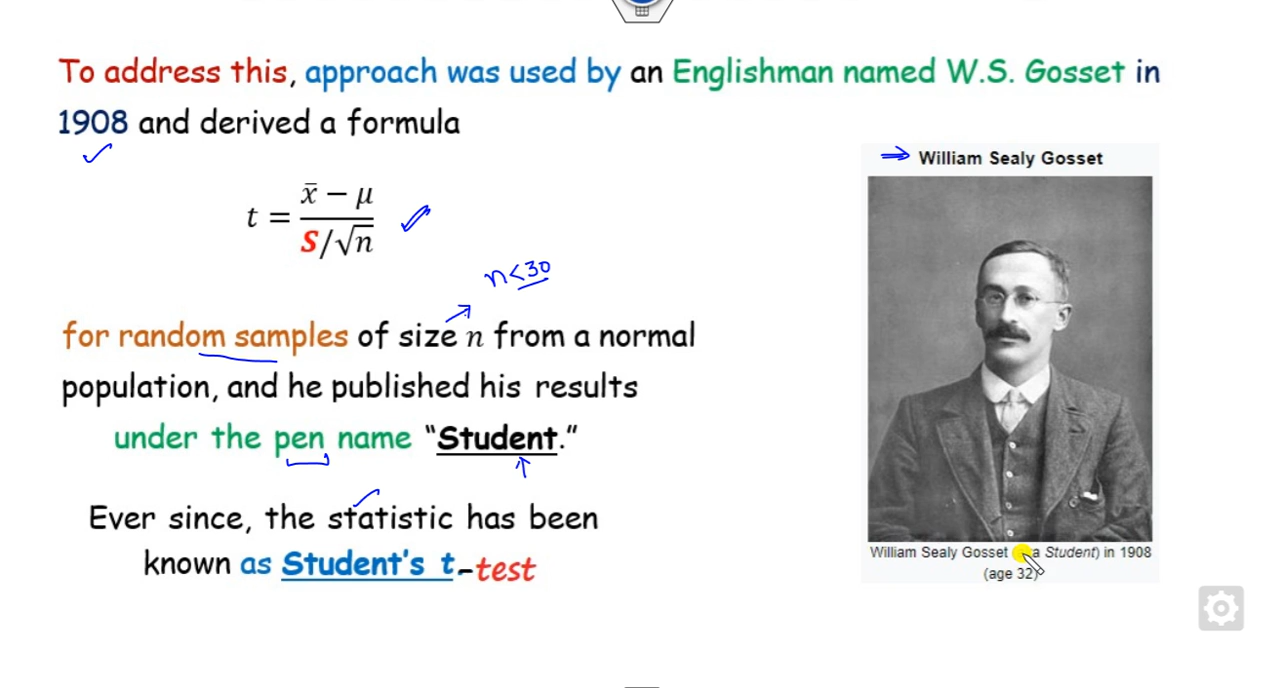 To address this, approach was used by an Englishman named W.S. Gosset in
1908 and derived a formula
William Sealy Gosset
t = x̄ − μ / S/√n
n<30
for random samples of size n from a normal
population, and he published his results
under the pen name “Student.”
Ever since, the statistic has been
known as Student's t-test
William Sealy Gosset a Student) in 1908
(age 32)